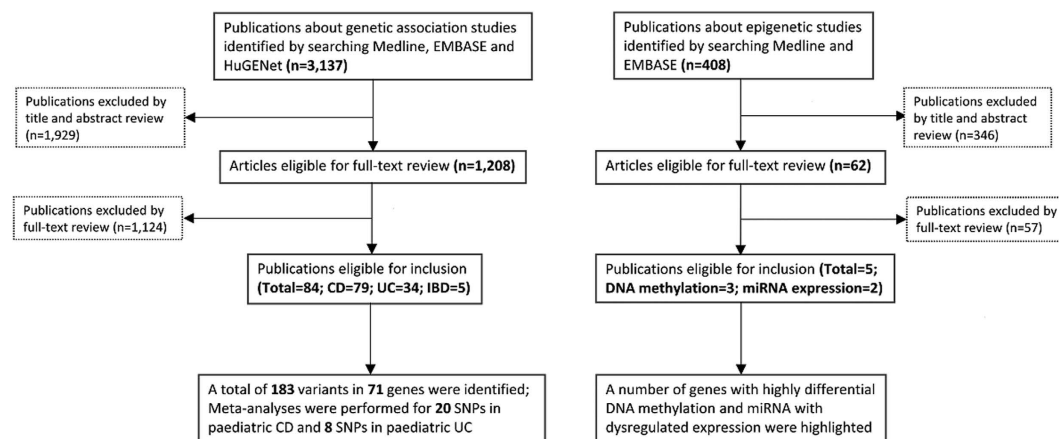 Publications about genetic association studies
identified by searching Medline, EMBASE and
HuGENet (n=3,137)
Publications excluded by
title and abstract review
(n=1,929)
Articles eligible for full-text review (n=1,208)
Publications excluded by
full-text review (n=1,124)
Publications eligible for inclusion
(Total=84; CD=79; UC=34; IBD=5)
A total of 183 variants in 71 genes were identified;
Meta-analyses were performed for 20 SNPs in
paediatric CD and 8 SNPs in paediatric UC
Publications about epigenetic studies
identified by searching Medline and
EMBASE (n=408)
Publications excluded
by title and abstract
review (n=346)
Articles eligible for full-text review (n=62)
Publications excluded by
full-text review (n=57)
Publications eligible for inclusion (Total=5;
DNA methylation=3; miRNA expression=2)
A number of genes with highly differential
DNA methylation and miRNA with
dysregulated expression were highlighted